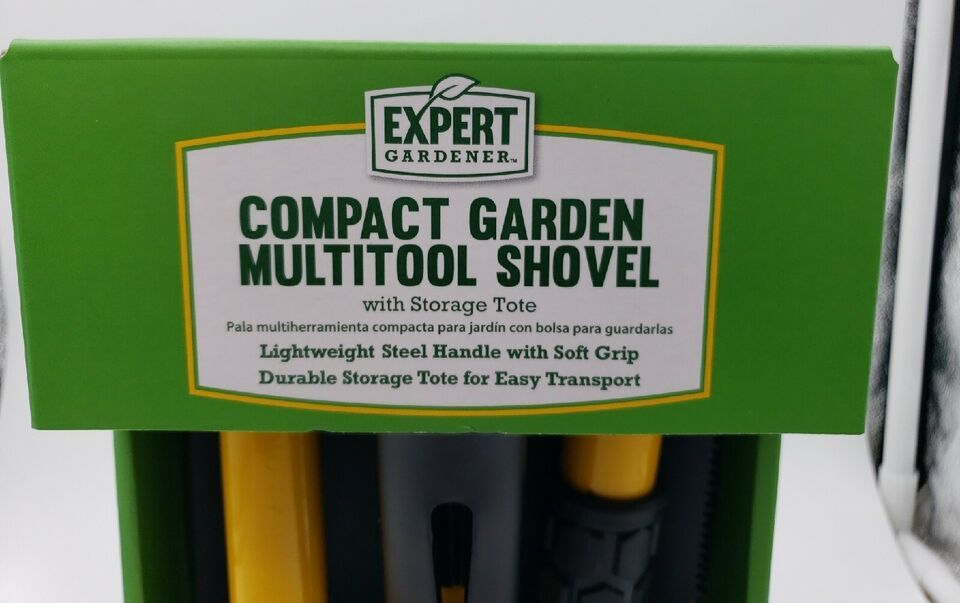 EXPERT
GARDENER™
COMPACT GARDEN
MULTITOOL SHOVEL
with Storage Tote
Pala multiherramienta compacta para jardín con bolsa para guardarlas
Lightweight Steel Handle with Soft Grip
Durable Storage Tote for Easy Transport